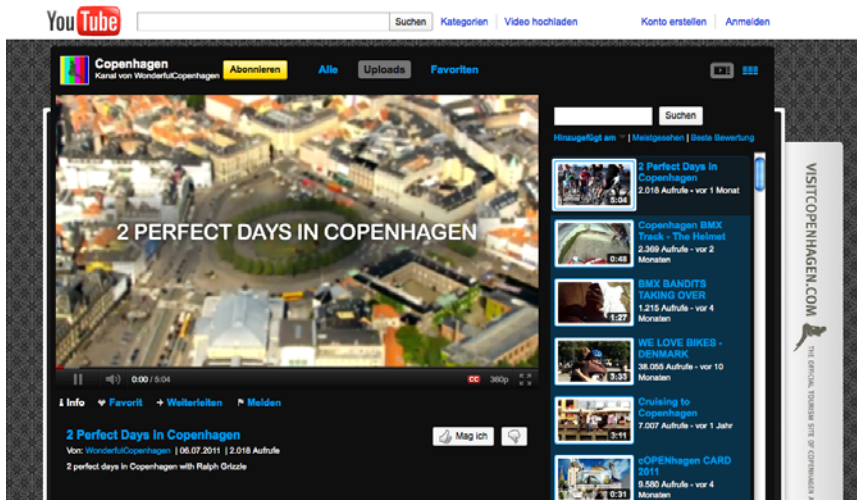 YouTube
Suchen
Kategorien
Video hochladen
Konto erstellen
Anmelden
Copenhagen
Kanal von WonderfulCopenhagen
Abonnieren
Alle
Uploads
Favoriten
2 PERFECT DAYS IN COPENHAGEN
0:00 / 5:04
CC
360p
Info
Favorit
Weiterleiten
Melden
2 Perfect Days in Copenhagen
Von: WonderfulCopenhagen | 06.07.2011 | 2.018 Aufrufe
2 perfect days in Copenhagen with Ralph Grizzle
Mag ich
Suchen
Hinzugefügt am | Meistgesehen | Beste Bewertung
5:04
2 Perfect Days in
Copenhagen
2.018 Aufrufe - vor 1 Monat
0:48
Copenhagen BMX
Track - The Helmet
2.369 Aufrufe - vor 2
Monaten
1:27
BMX BANDITS
TAKING OVER
1.215 Aufrufe - vor 4
Monaten
3:33
WE LOVE BIKES -
DENMARK
38.055 Aufrufe - vor 10
Monaten
3:11
Cruising to
Copenhagen
7.007 Aufrufe - vor 1 Jahr
0:31
cOPENhagen CARD
2011
9.580 Aufrufe - vor 4
Monaten
VISITCOPENHAGEN.COM
THE OFFICIAL TOURISM SITE OF COPENHAGEN